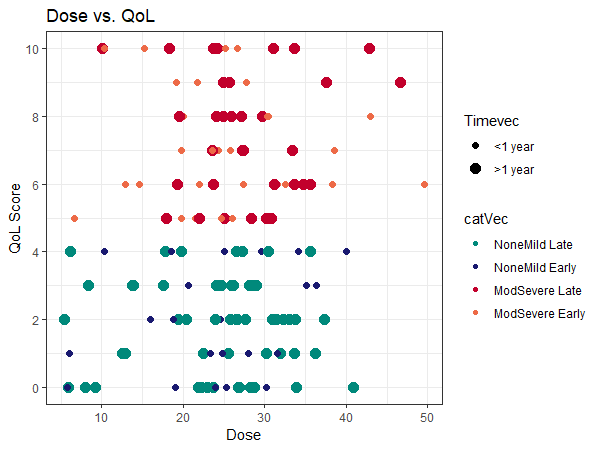 Dose vs. QoL
10
8
6
4
2
0
QoL Score
10
20
30
40
50
Dose
Timevec
<1 year
>1 year
catVec
NoneMild Late
NoneMild Early
ModSevere Late
ModSevere Early